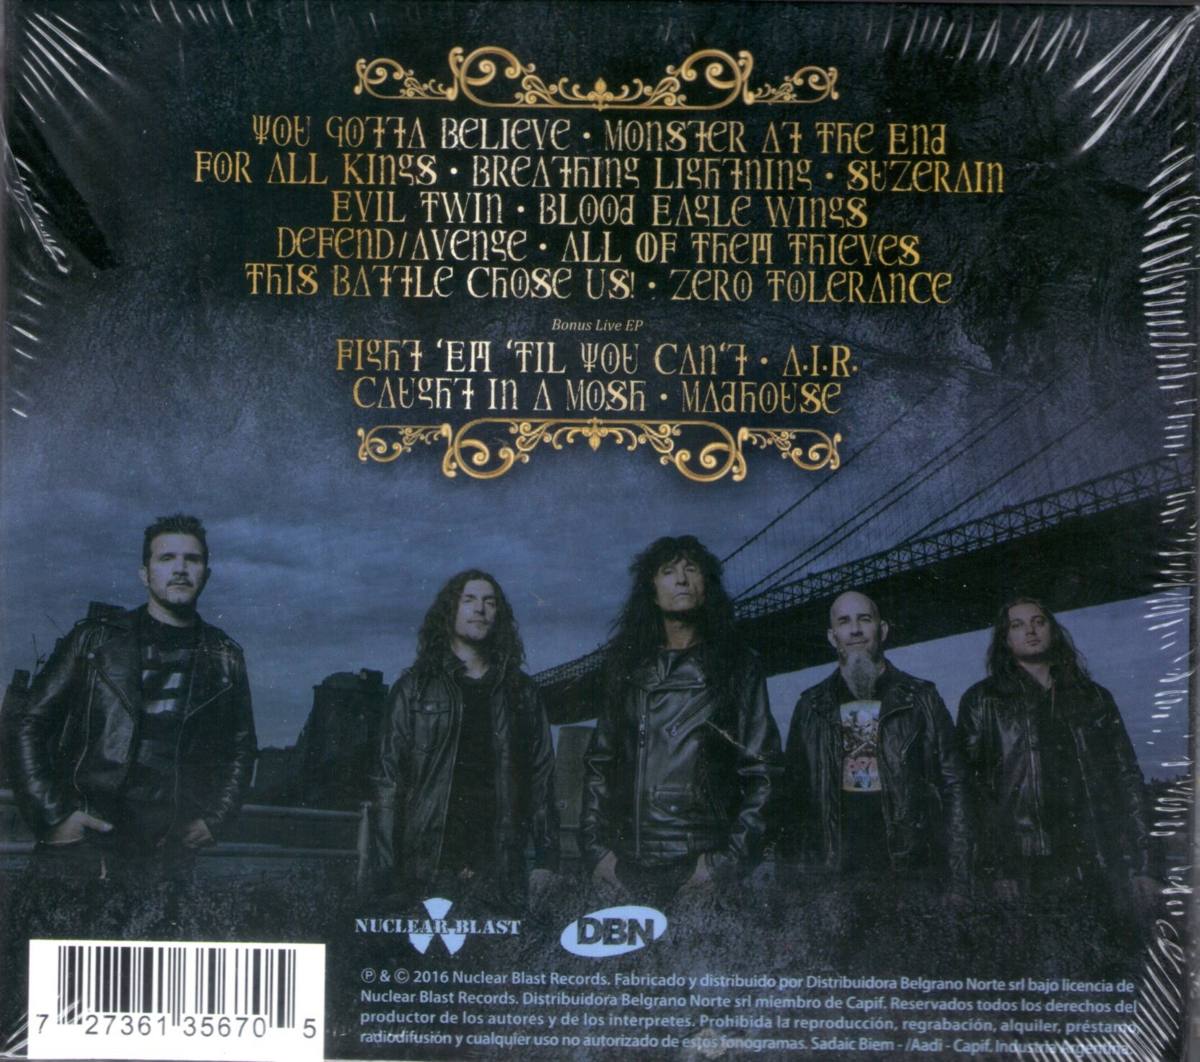 YOU GOTTA BELIEVE · MONSTER AT THE END
FOR ALL KINGS · BREATHING LIGHTNING · SUZERAIN
EVIL TWIN · BLOOD EAGLE WINGS
DEFEND/AVENGE · ALL OF THEM THIEVES
THIS BATTLE CHOSE US! · ZERO TOLERANCE
Bonus Live EP
FIGHT 'EM 'TIL YOU CAN'T · A.I.R.
CAUGHT IN A MOSH · MADHOUSE
NUCLEAR BLAST
DBN
℗ & © 2016 Nuclear Blast Records. Fabricado y distribuido por Distribuidora Belgrano Norte srl bajo licencia de
Nuclear Blast Records. Distribuidora Belgrano Norte srl miembro de Capif. Reservados todos los derechos del
productor de los autores y de los interpretes. Prohibida la reproducción, regrabación, alquiler, préstamo,
radiodifusión y cualquier uso no autorizado de estos fonogramas. Sadaic Biem - /Aadi - Capif. Industria Argentina.
7 27361 35670 5